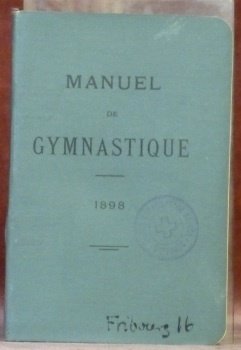 MANUEL
DE
GYMNASTIQUE
1898
Fribourg 16